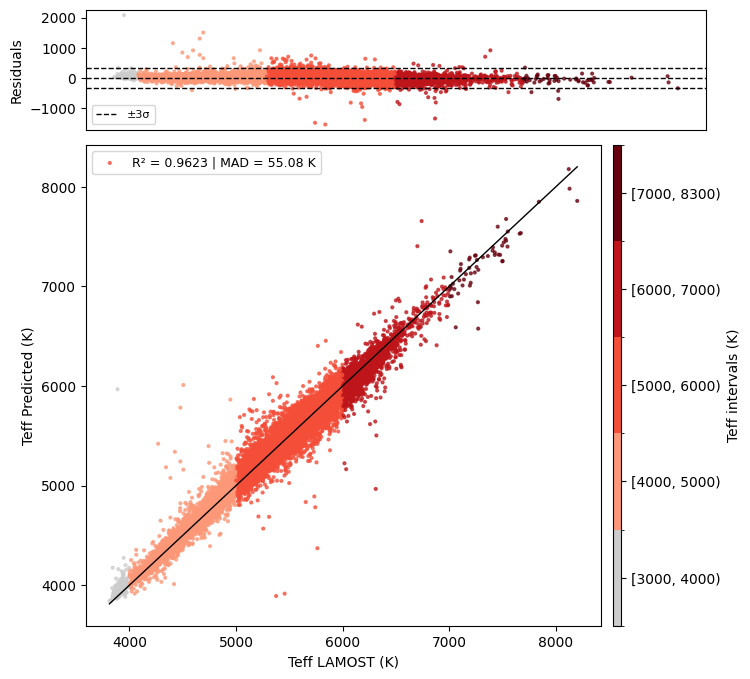 2000
1000
0
−1000
Residuals
±3σ
R² = 0.9623 | MAD = 55.08 K
8000
7000
6000
5000
4000
Teff Predicted (K)
4000 5000 6000 7000 8000
Teff LAMOST (K)
[7000, 8300)
[6000, 7000)
[5000, 6000)
[4000, 5000)
[3000, 4000)
Teff intervals (K)